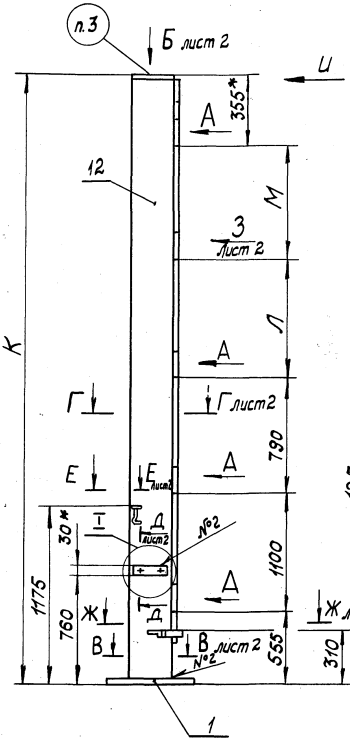 п.3
Б лист 2
И
355*
А
М
12
З
лист 2
К
Л
А
Г
Г лист 2
790
Е
Е лист 2
А
I
Д
лист 2
№2
30*
1100
1175
760
А
Д
Ж
Ж
В
В лист 2
№2
555
310
1